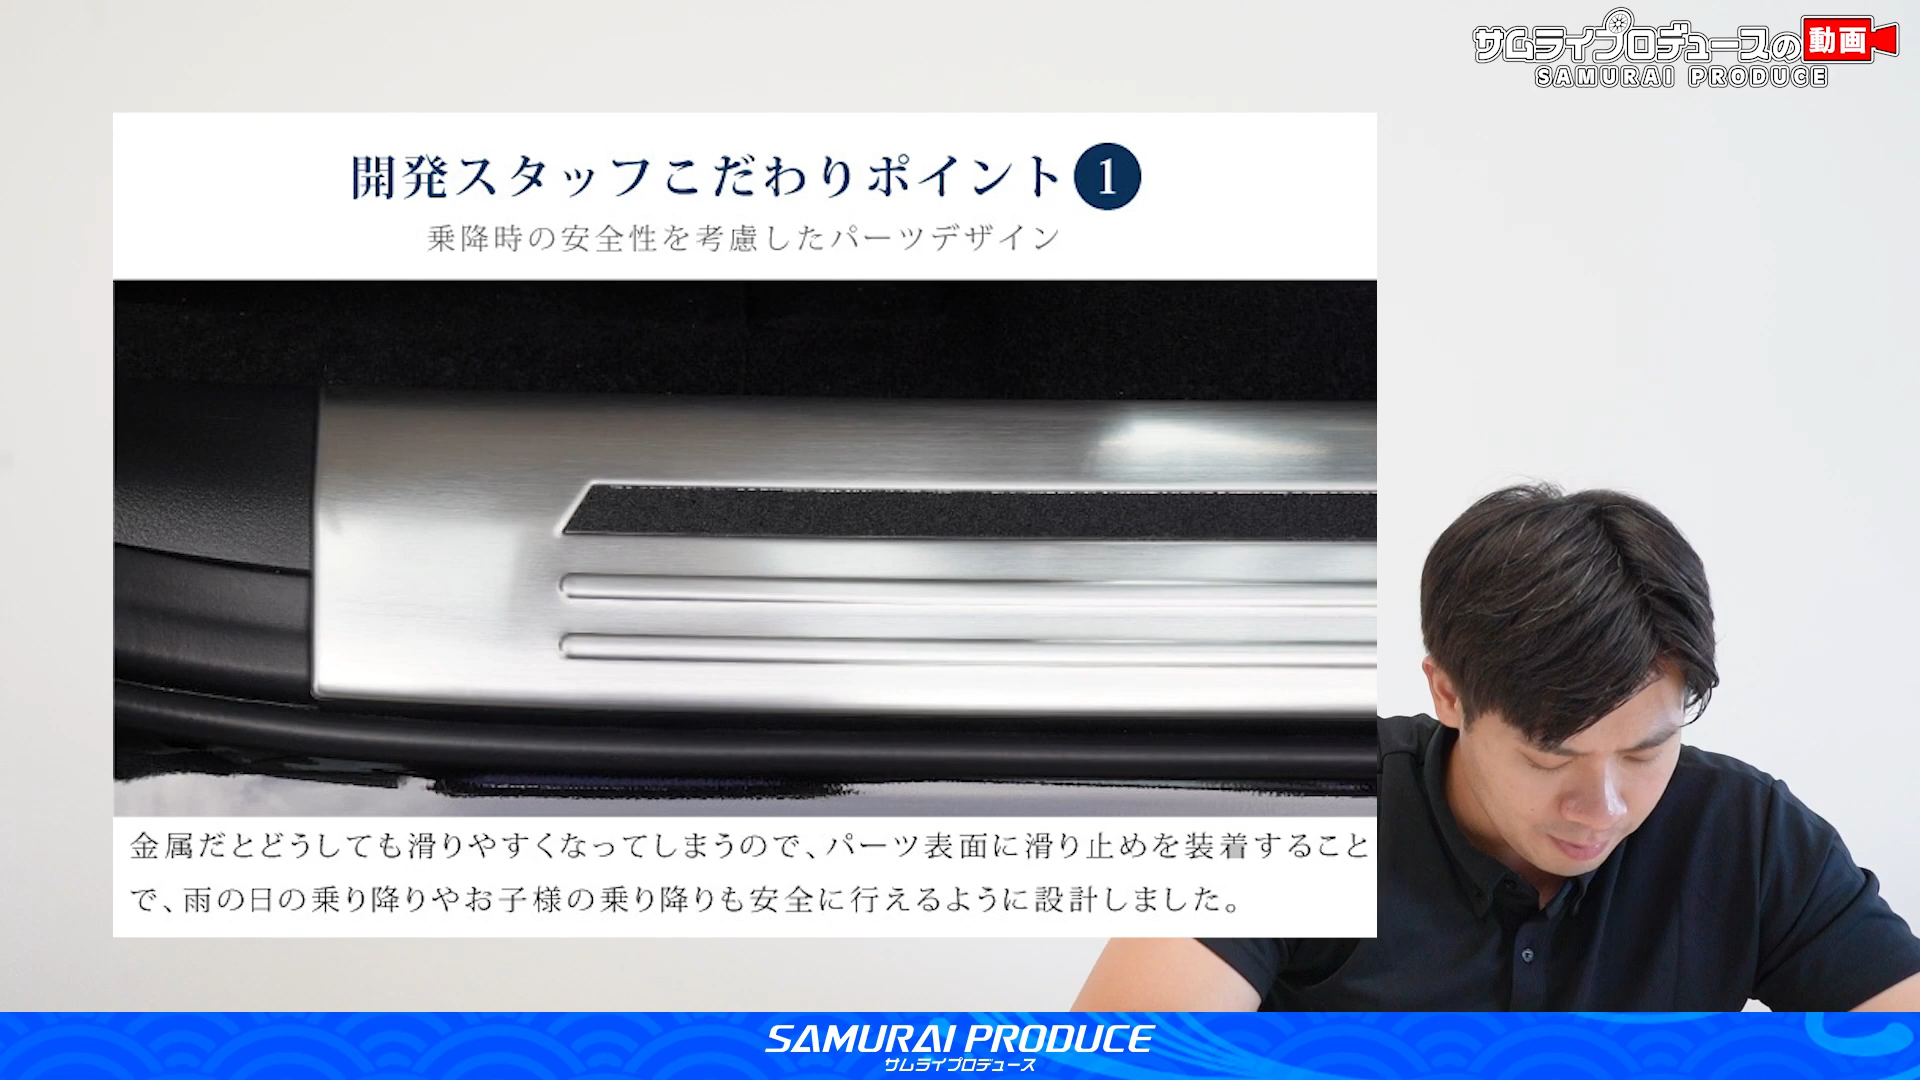 サムライプロデュースの動画
SAMURAI PRODUCE
開発スタッフこだわりポイント1
乗降時の安全性を考慮したパーツデザイン
金属だとどうしても滑りやすくなってしまうので、パーツ表面に滑り止めを装着すること
で、雨の日の乗り降りやお子様の乗り降りも安全に行えるように設計しました。
SAMURAI PRODUCE
サムライプロデュース